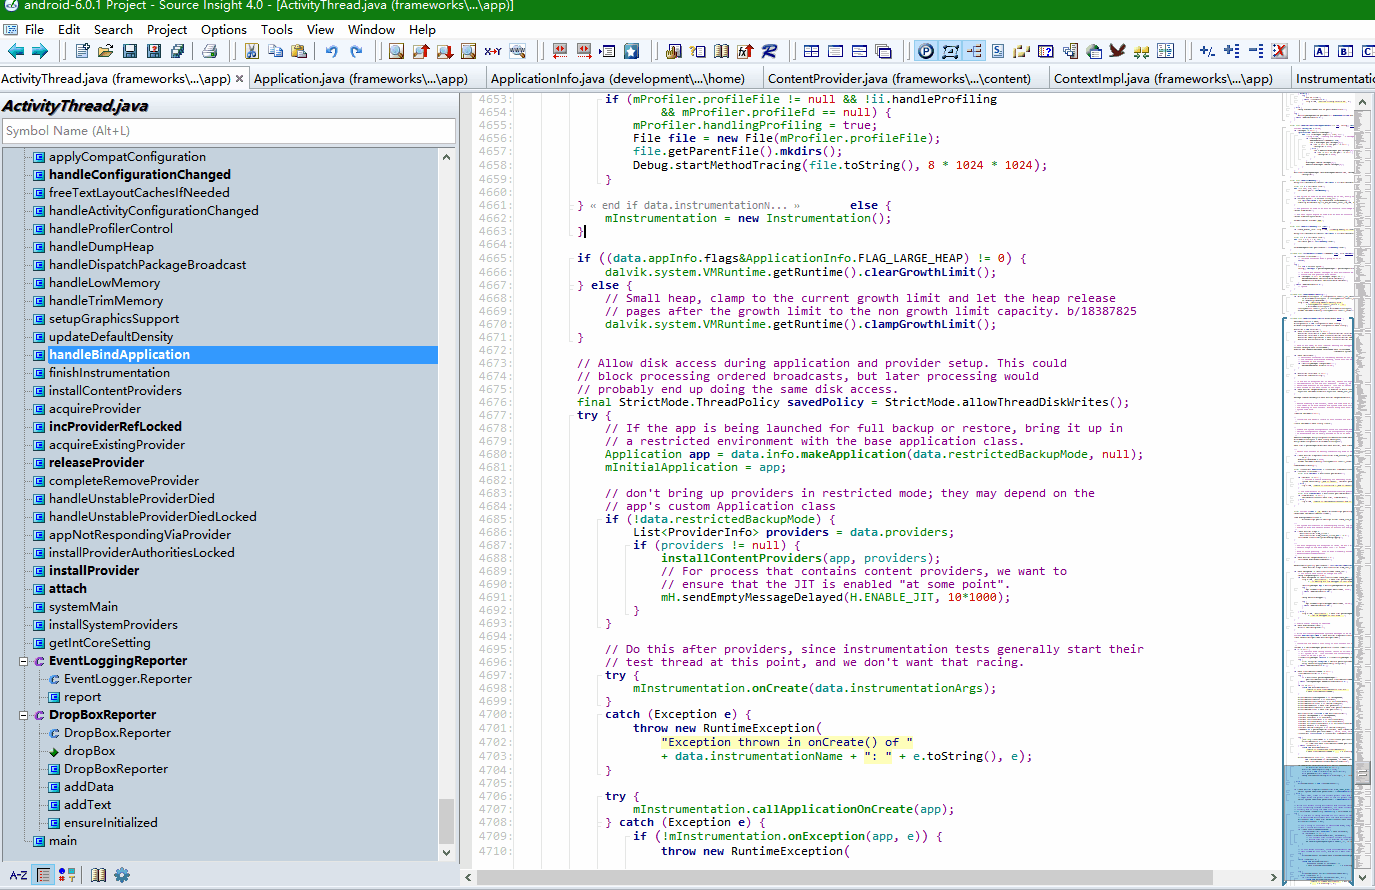 android-6.0.1 Project - Source Insight 4.0 - [ActivityThread.java (frameworks\...\app)]
File Edit Search Project Options Tools View Window Help
ActivityThread.java (frameworks\...\app) × Application.java (frameworks\...\app) ApplicationInfo.java (development\...\home) ContentProvider.java (frameworks\...\content) ContextImpl.java (frameworks\...\app) Instrumentatio
ActivityThread.java
Symbol Name (Alt+L)
applyCompatConfiguration
handleConfigurationChanged
freeTextLayoutCachesIfNeeded
handleActivityConfigurationChanged
handleProfilerControl
handleDumpHeap
handleDispatchPackageBroadcast
handleLowMemory
handleTrimMemory
setupGraphicsSupport
updateDefaultDensity
handleBindApplication
finishInstrumentation
installContentProviders
acquireProvider
incProviderRefLocked
acquireExistingProvider
releaseProvider
completeRemoveProvider
handleUnstableProviderDied
handleUnstableProviderDiedLocked
appNotRespondingViaProvider
installProviderAuthoritiesLocked
installProvider
attach
systemMain
installSystemProviders
getIntCoreSetting
EventLoggingReporter
EventLogger.Reporter
report
DropBoxReporter
DropBox.Reporter
dropBox
DropBoxReporter
addData
addText
ensureInitialized
main
A-Z
4653: if (mProfiler.profileFile != null && !ii.handleProfiling
4654: && mProfiler.profileFd == null) {
4655: mProfiler.handlingProfiling = true;
4656: File file = new File(mProfiler.profileFile);
4657: file.getParentFile().mkdirs();
4658: Debug.startMethodTracing(file.toString(), 8 * 1024 * 1024);
4659: }
4660:
4661: } « end if data.instrumentationN... » else {
4662: mInstrumentation = new Instrumentation();
4663: }
4664:
4665: if ((data.appInfo.flags&ApplicationInfo.FLAG_LARGE_HEAP) != 0) {
4666: dalvik.system.VMRuntime.getRuntime().clearGrowthLimit();
4667: } else {
4668: // Small heap, clamp to the current growth limit and let the heap release
4669: // pages after the growth limit to the non growth limit capacity. b/18387825
4670: dalvik.system.VMRuntime.getRuntime().clampGrowthLimit();
4671: }
4672:
4673: // Allow disk access during application and provider setup. This could
4674: // block processing ordered broadcasts, but later processing would
4675: // probably end up doing the same disk access.
4676: final StrictMode.ThreadPolicy savedPolicy = StrictMode.allowThreadDiskWrites();
4677: try {
4678: // If the app is being launched for full backup or restore, bring it up in
4679: // a restricted environment with the base application class.
4680: Application app = data.info.makeApplication(data.restrictedBackupMode, null);
4681: mInitialApplication = app;
4682:
4683: // don't bring up providers in restricted mode; they may depend on the
4684: // app's custom Application class
4685: if (!data.restrictedBackupMode) {
4686: List<ProviderInfo> providers = data.providers;
4687: if (providers != null) {
4688: installContentProviders(app, providers);
4689: // For process that contains content providers, we want to
4690: // ensure that the JIT is enabled "at some point".
4691: mH.sendEmptyMessageDelayed(H.ENABLE_JIT, 10*1000);
4692: }
4693: }
4694:
4695: // Do this after providers, since instrumentation tests generally start their
4696: // test thread at this point, and we don't want that racing.
4697: try {
4698: mInstrumentation.onCreate(data.instrumentationArgs);
4699: }
4700: catch (Exception e) {
4701: throw new RuntimeException(
4702: "Exception thrown in onCreate() of "
4703: + data.instrumentationName + ": " + e.toString(), e);
4704: }
4705:
4706: try {
4707: mInstrumentation.callApplicationOnCreate(app);
4708: } catch (Exception e) {
4709: if (!mInstrumentation.onException(app, e)) {
4710: throw new RuntimeException(